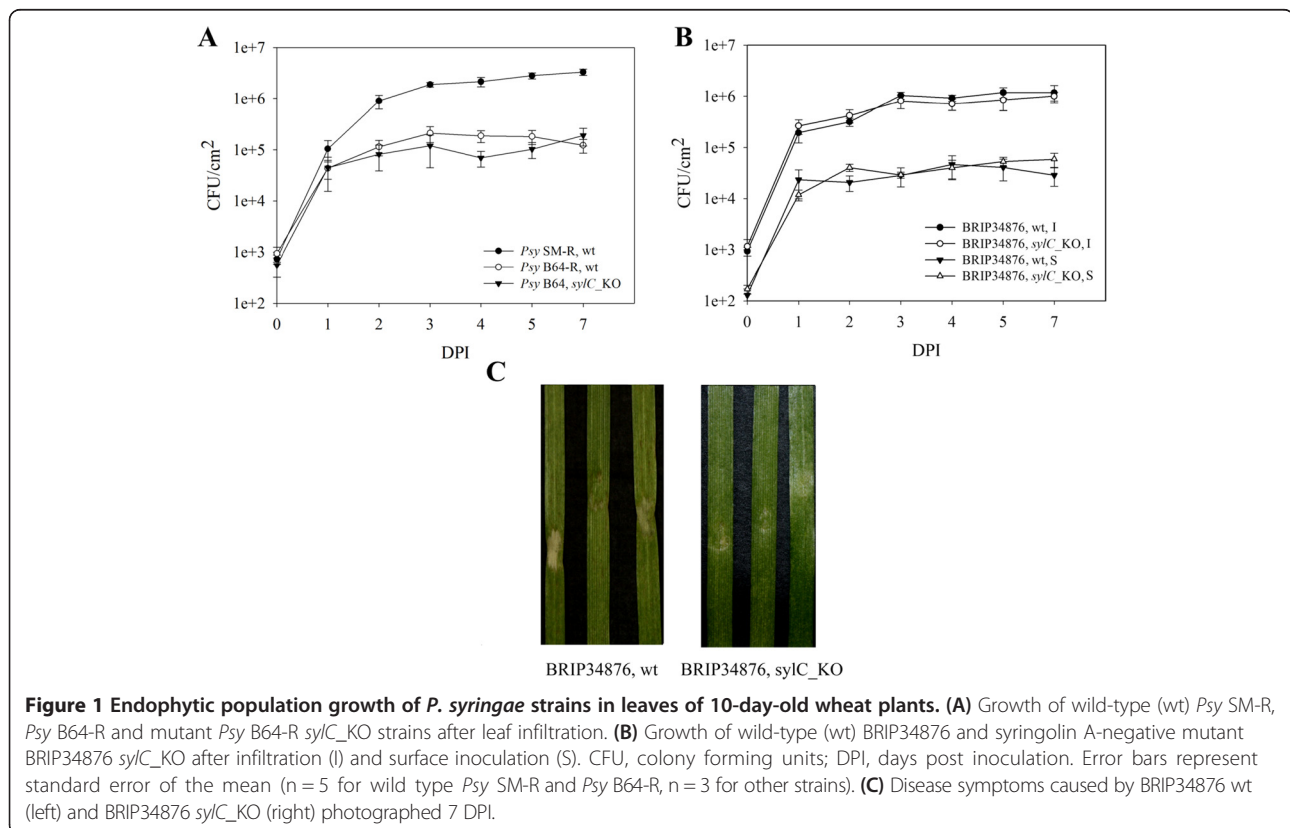 A
1e+7
1e+6
1e+5
1e+4
1e+3
1e+2
CFU/cm2
0 1 2 3 4 5 7
DPI
Psy SM-R, wt
Psy B64-R, wt
Psy B64, sylC_KO
B
1e+7
1e+6
1e+5
1e+4
1e+3
1e+2
CFU/cm2
0 1 2 3 4 5 7
DPI
BRIP34876, wt, I
BRIP34876, sylC_KO, I
BRIP34876, wt, S
BRIP34876, sylC_KO, S
C
BRIP34876, wt BRIP34876, sylC_KO
Figure 1 Endophytic population growth of P. syringae strains in leaves of 10-day-old wheat plants. (A) Growth of wild-type (wt) Psy SM-R,
Psy B64-R and mutant Psy B64-R sylC_KO strains after leaf infiltration. (B) Growth of wild-type (wt) BRIP34876 and syringolin A-negative mutant
BRIP34876 sylC_KO after infiltration (I) and surface inoculation (S). CFU, colony forming units; DPI, days post inoculation. Error bars represent
standard error of the mean (n = 5 for wild type Psy SM-R and Psy B64-R, n = 3 for other strains). (C) Disease symptoms caused by BRIP34876 wt
(left) and BRIP34876 sylC_KO (right) photographed 7 DPI.